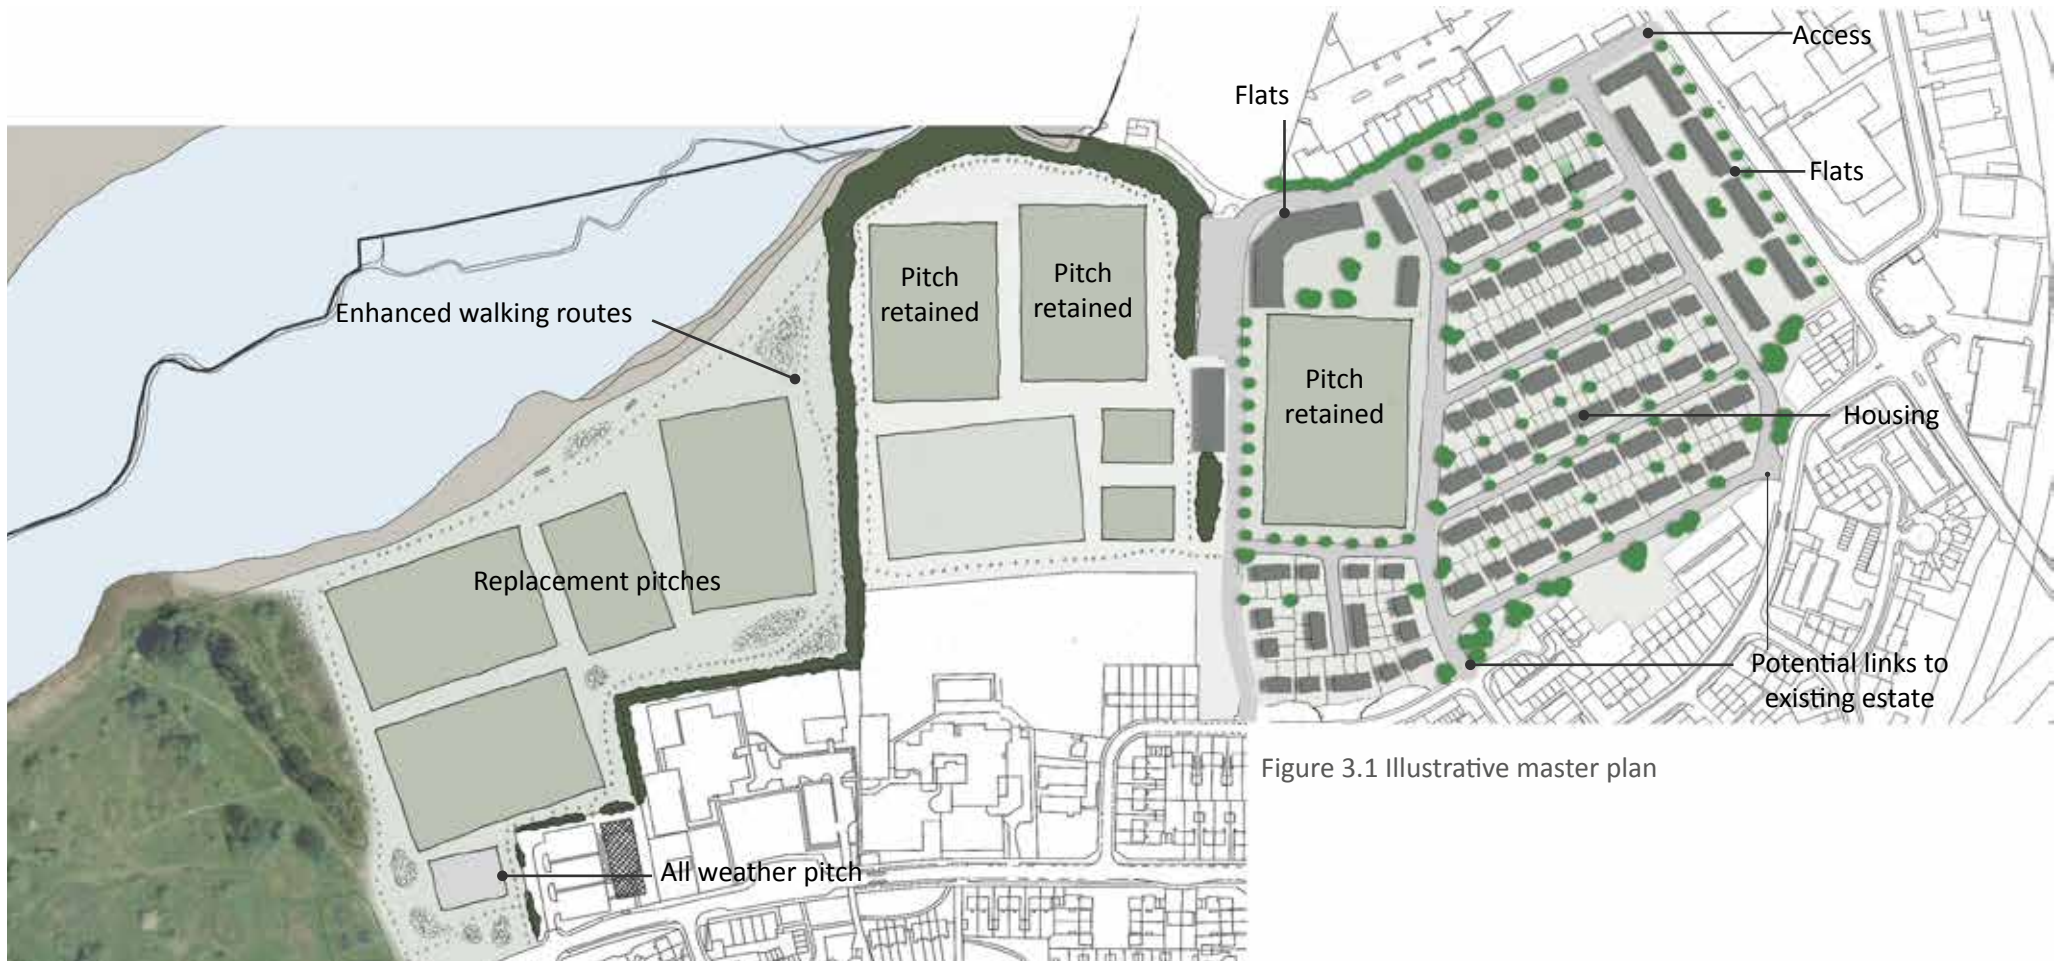 Access
Flats
Flats
Pitch
retained
Pitch
retained
Enhanced walking routes
Pitch
retained
Housing
Replacement pitches
Potential links to
existing estate
Figure 3.1 Illustrative master plan
All weather pitch